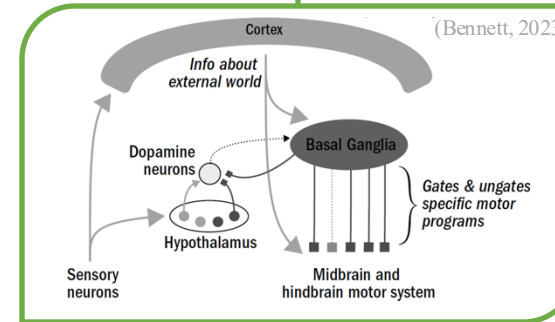 Cortex
(Bennett, 2023
Info about
external world
Dopamine
neurons
Basal Ganglia
Gates & ungates
specific motor
programs
Hypothalamus
Sensory
neurons
Midbrain and
hindbrain motor system